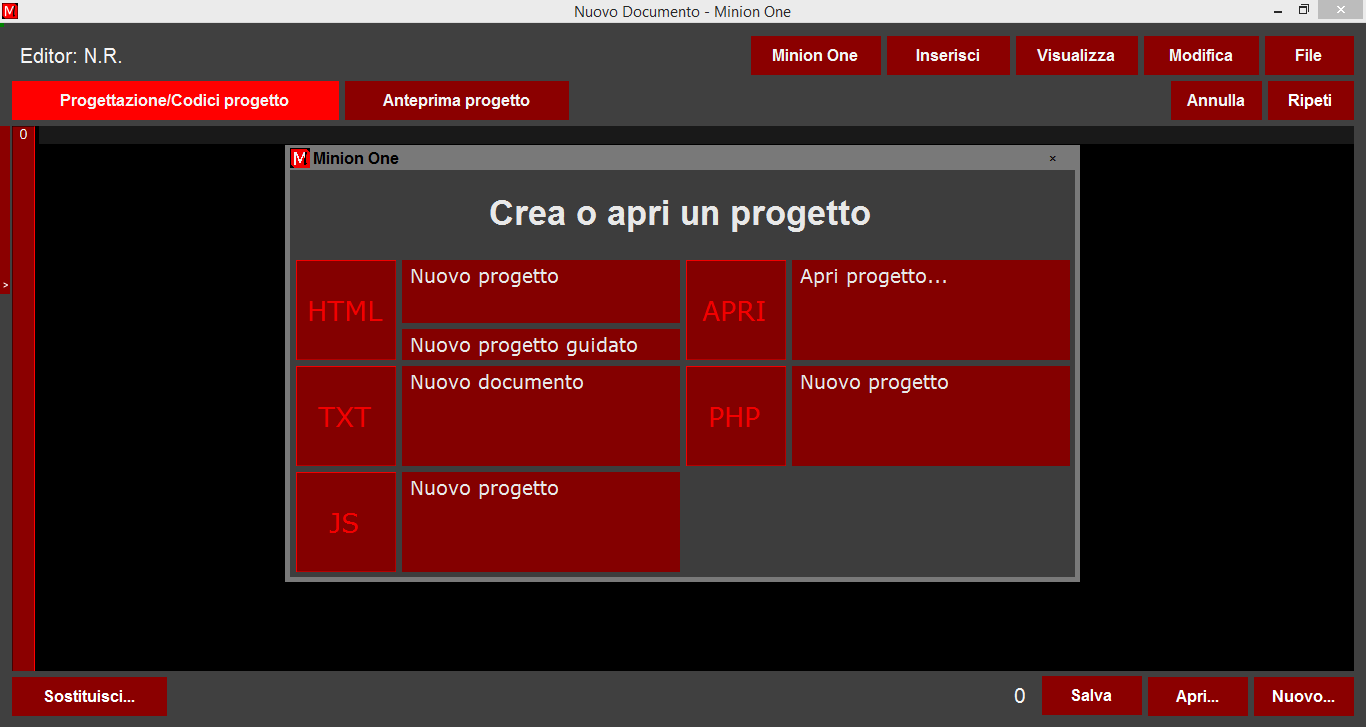 M
Nuovo Documento - Minion One
Editor: N.R.
Minion One
Inserisci
Visualizza
Modifica
File
Progettazione/Codici progetto
Anteprima progetto
Annulla
Ripeti
0
>
M Minion One
×
Crea o apri un progetto
HTML
Nuovo progetto
Nuovo progetto guidato
APRI
Apri progetto...
TXT
Nuovo documento
PHP
Nuovo progetto
JS
Nuovo progetto
Sostituisci...
0
Salva
Apri...
Nuovo...